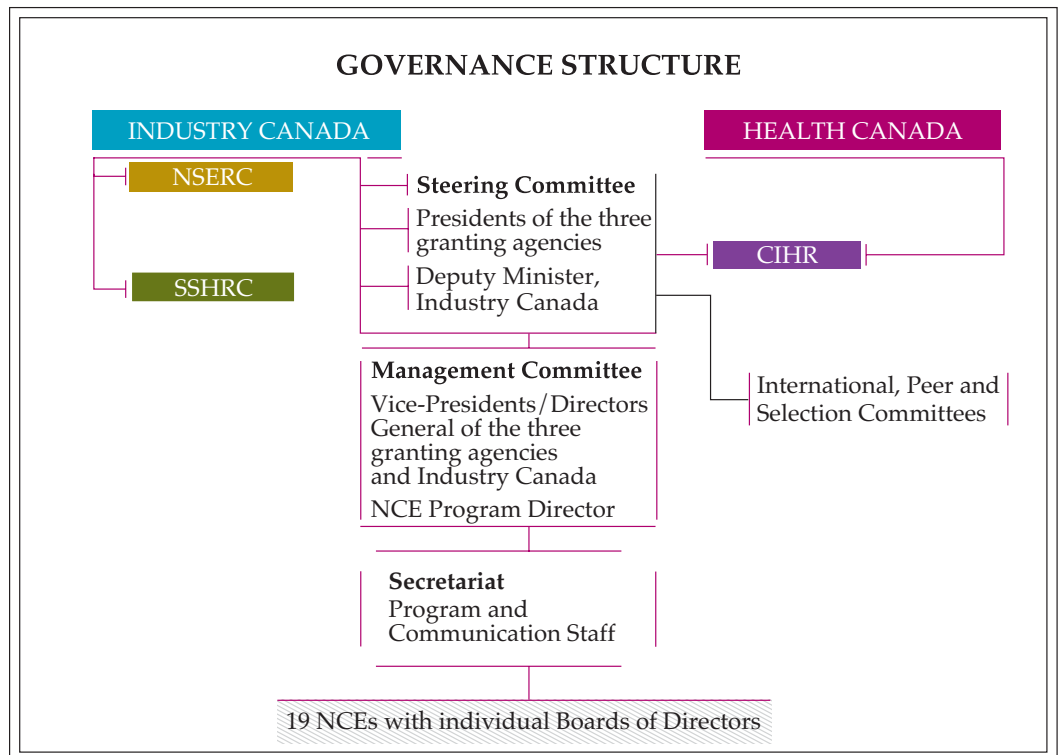 GOVERNANCE STRUCTURE
INDUSTRY CANADA
HEALTH CANADA
NSERC
SSHRC
Steering Committee
Presidents of the three
granting agencies
Deputy Minister,
Industry Canada
CIHR
Management Committee
Vice-Presidents/Directors
General of the three
granting agencies
and Industry Canada
NCE Program Director
International, Peer and
Selection Committees
Secretariat
Program and
Communication Staff
19 NCEs with individual Boards of Directors